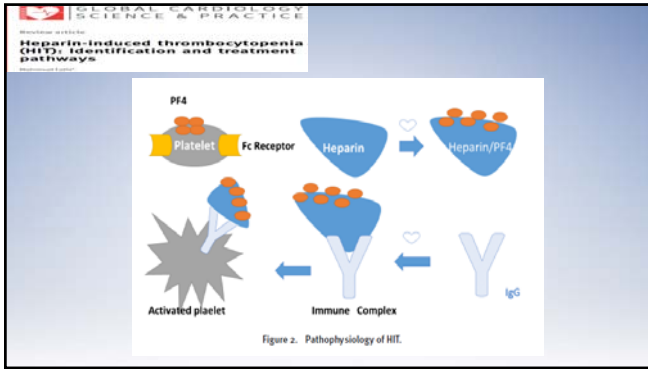 GLOBAL CARDIOLOGY
SCIENCE & PRACTICE
Review article
Heparin-induced thrombocytopenia
(HIT): Identification and treatment
pathways
PF4
Platelet
Fc Receptor
Heparin
Heparin/PF4
Activated plaelet
Immune Complex
IgG
Figure 2. Pathophysiology of HIT.